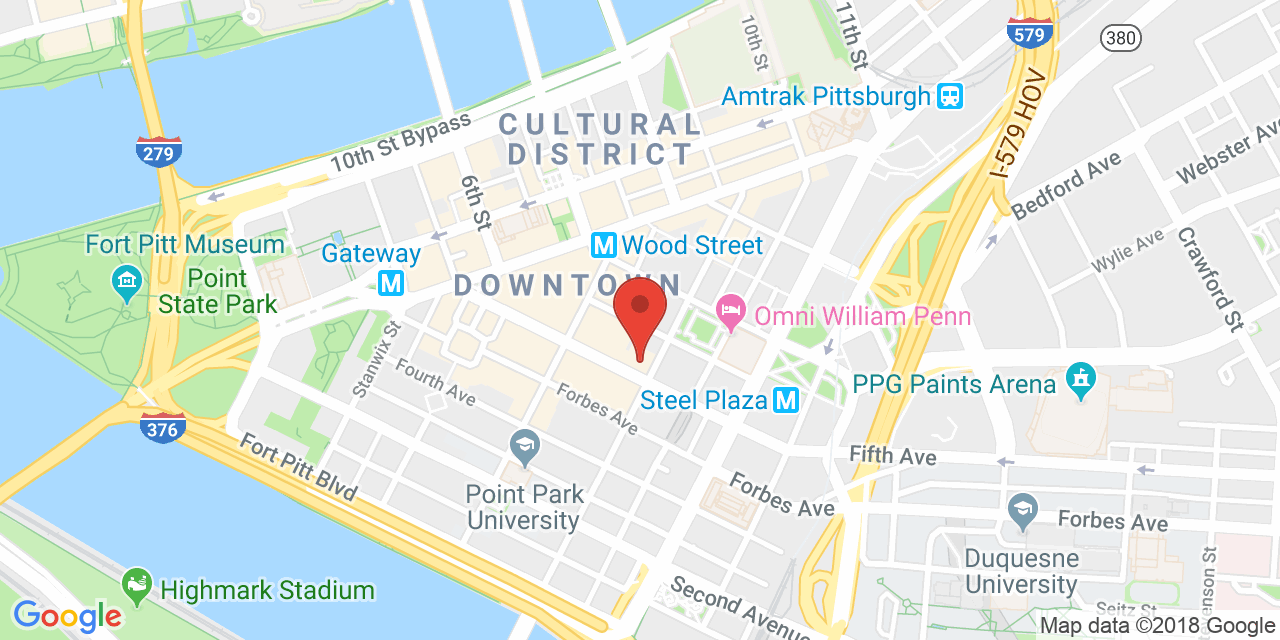 579
380
10th St
11th St
Amtrak Pittsburgh
I-579 HOV
CULTURAL
DISTRICT
10th St Bypass
279
Webster Ave
Bedford Ave
6th St
Fort Pitt Museum
Point
State Park
Gateway
M
M Wood Street
Wylie Ave
Crawford St
DOWNTOWN
Omni William Penn
Stanwix St
Fourth Ave
Forbes Ave
Steel Plaza M
PPG Paints Arena
376
Fort Pitt Blvd
Fifth Ave
Point Park
University
Forbes Ave
Forbes Ave
Duquesne
University
Highmark Stadium
Second Avenue
Seitz St
enson St
Google
Map data ©2018 Google